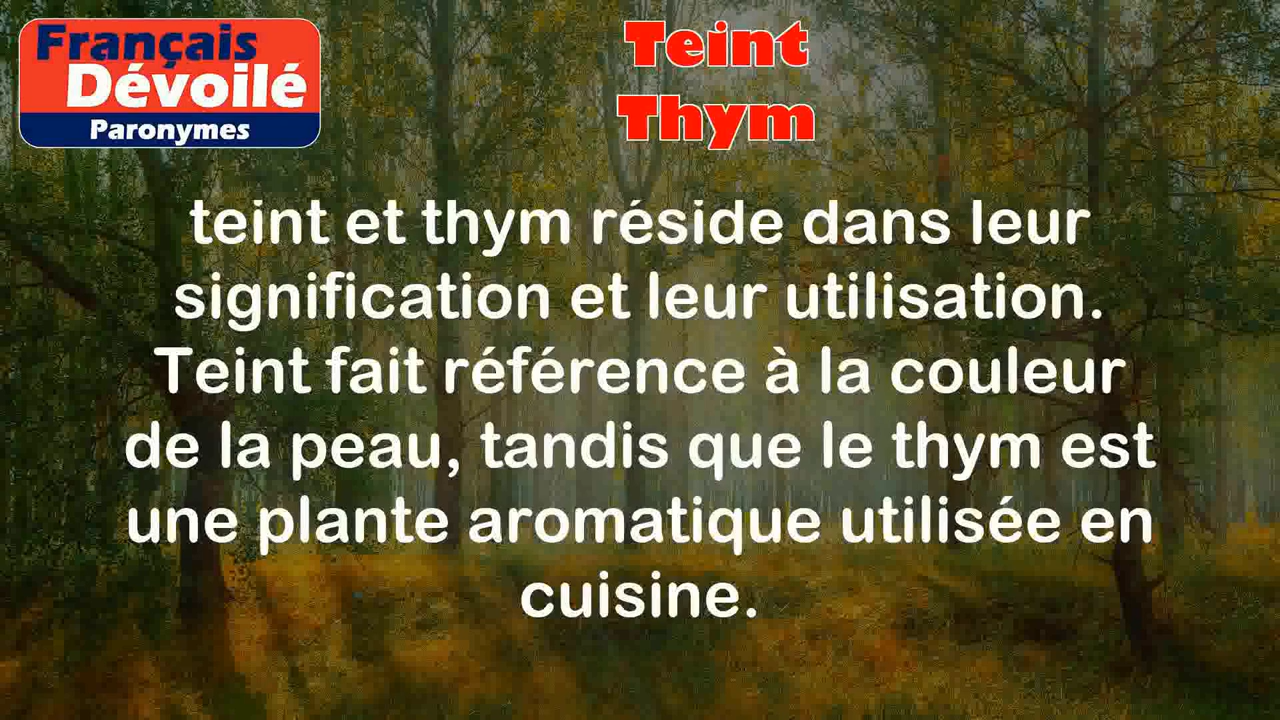 Français
Dévoilé
Paronymes
Teint
Thym
teint et thym réside dans leur
signification et leur utilisation.
Teint fait référence à la couleur
de la peau, tandis que le thym est
une plante aromatique utilisée en
cuisine.